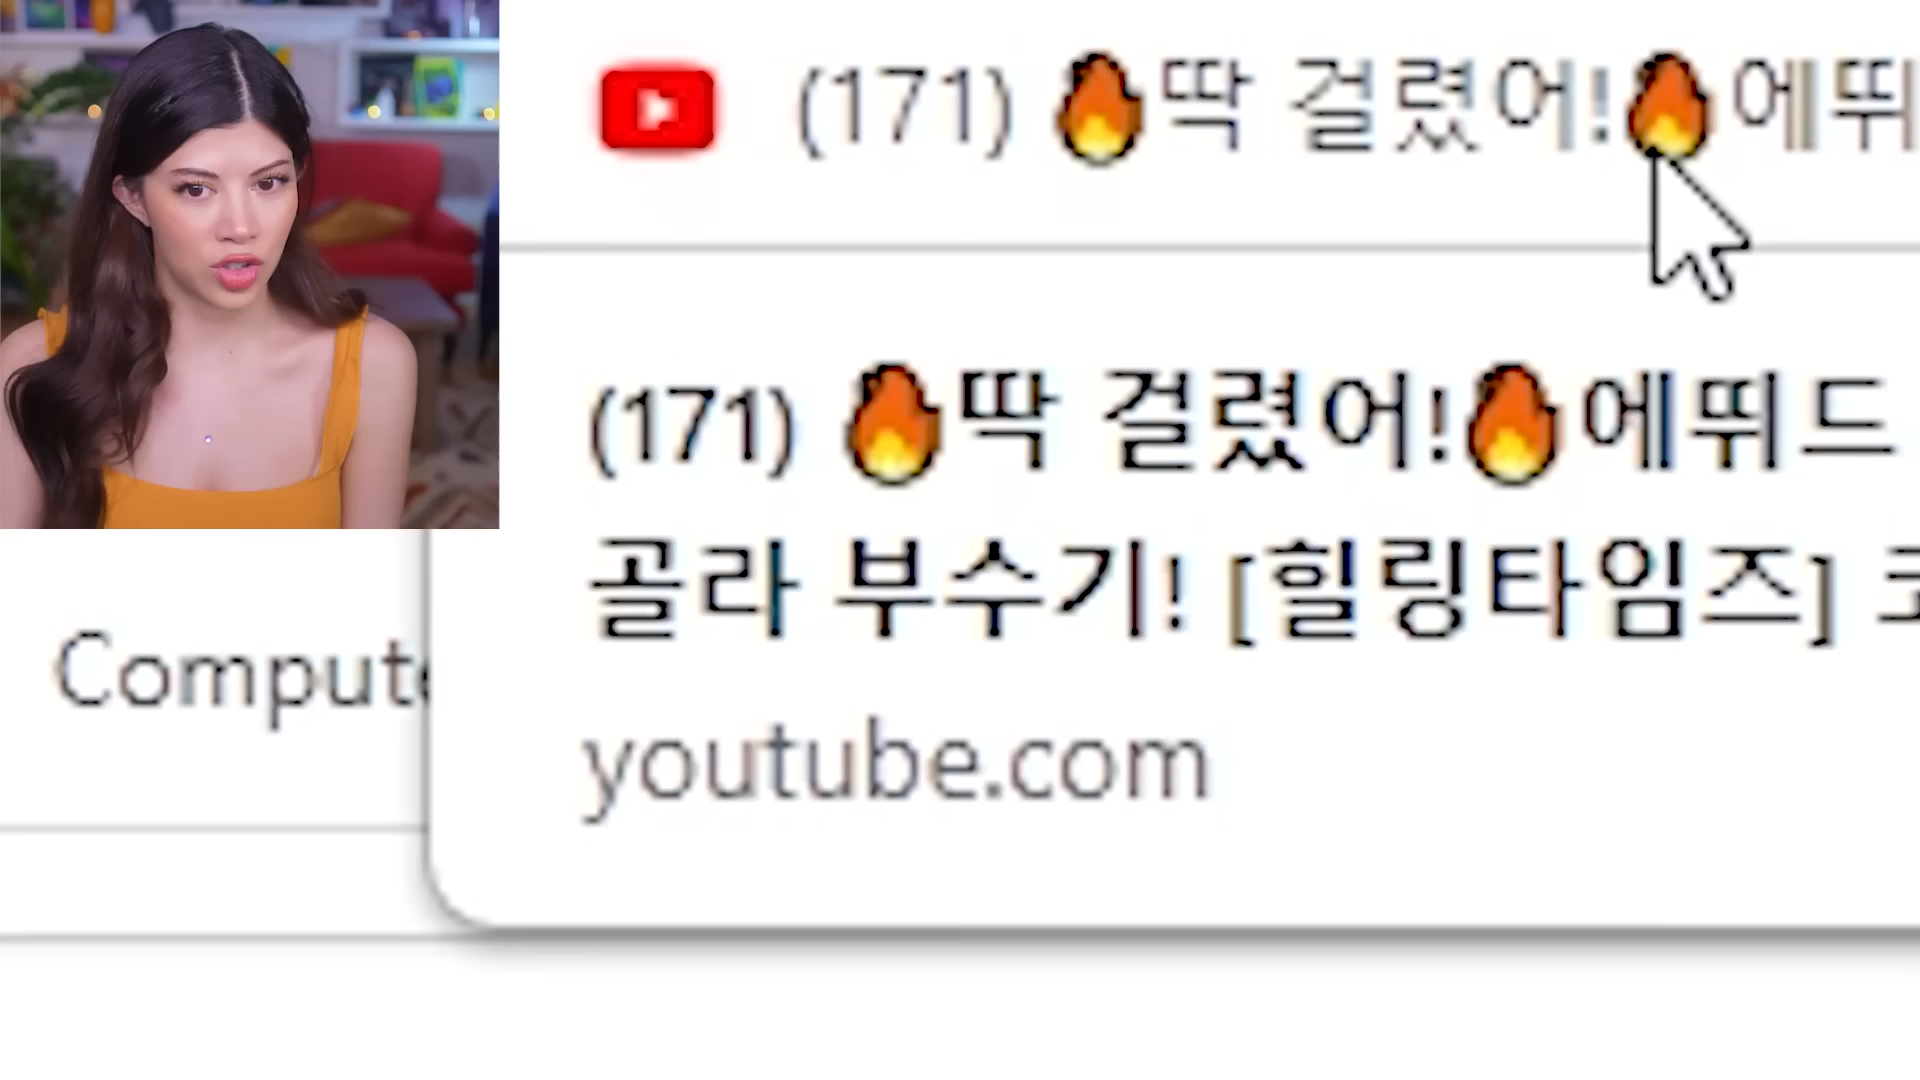 (171) 🔥딱 걸렸어!🔥에뛰
(171) 🔥딱 걸렸어!🔥에뛰드
골라 부수기! [힐링타임즈]
Compute
youtube.com